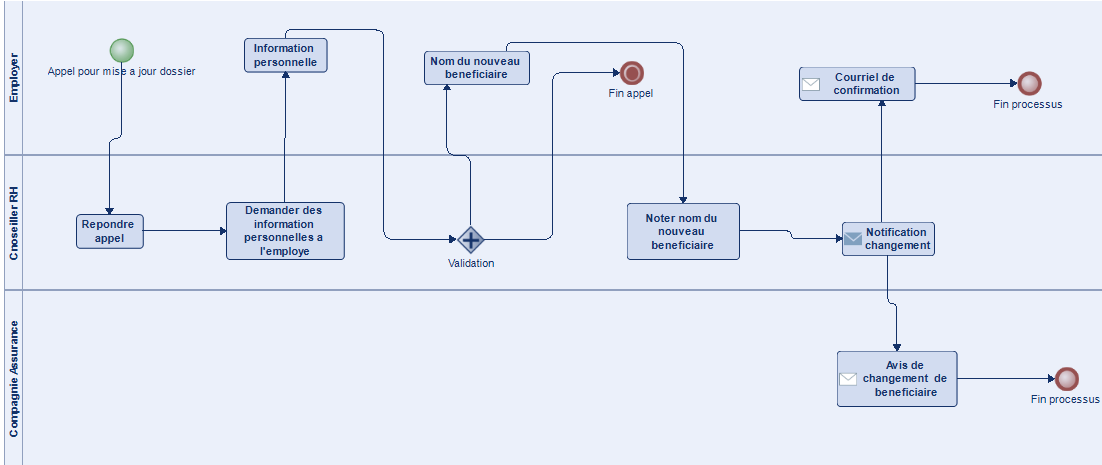 Employer
Appel pour mise a jour dossier
Information
personnelle
Nom du nouveau
beneficiaire
Fin appel
Courriel de
confirmation
Fin processus
Cnoseiller RH
Repondre
appel
Demander des
information
personnelles a
l'employe
Validation
Noter nom du
nouveau
beneficiaire
Notification
changement
Compagnie Assurance
Avis de
changement de
beneficiaire
Fin processus